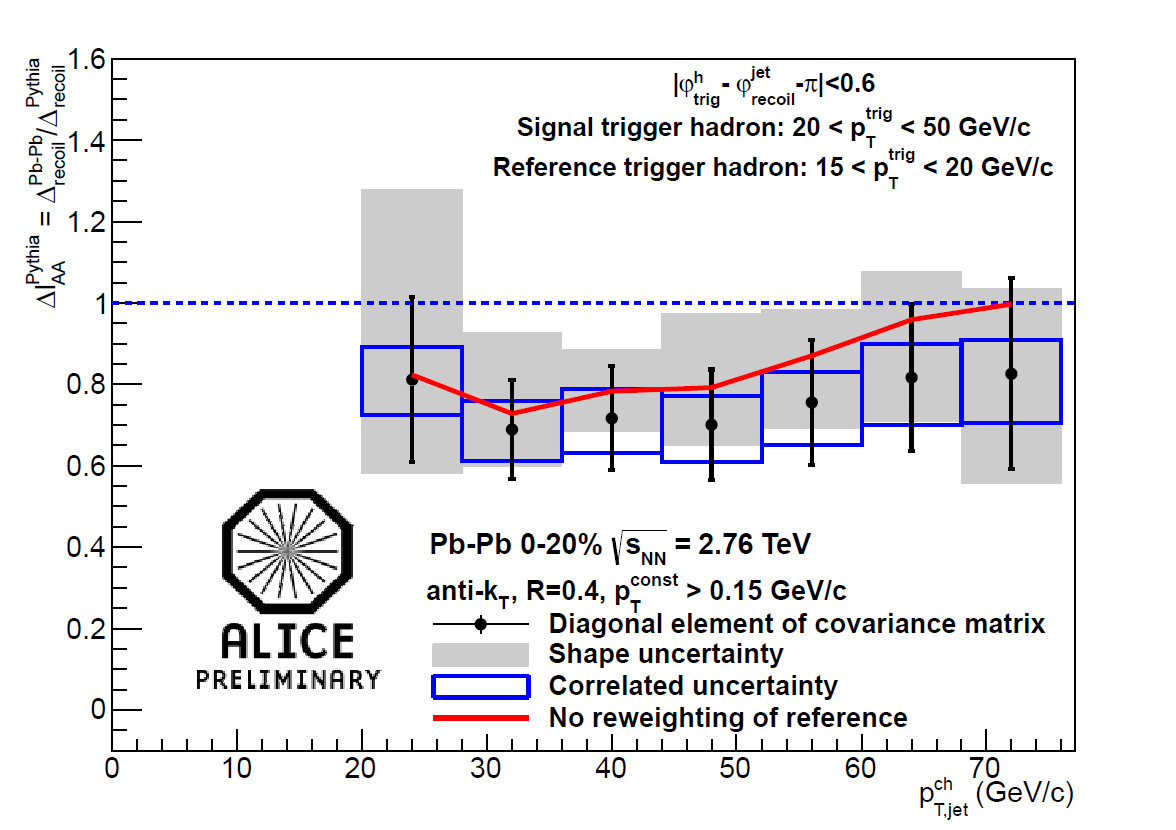 ΔI_AA^Pythia = Δ_recoil^Pb-Pb/Δ_recoil^Pythia
|φ_trig^h - φ_recoil^jet -π|<0.6
Signal trigger hadron: 20 < p_T^trig < 50 GeV/c
Reference trigger hadron: 15 < p_T^trig < 20 GeV/c
1.6
1.4
1.2
1
0.8
0.6
0.4
0.2
0
Pb-Pb 0-20% √s_NN = 2.76 TeV
anti-k_T, R=0.4, p_T^const > 0.15 GeV/c
Diagonal element of covariance matrix
Shape uncertainty
Correlated uncertainty
No reweighting of reference
ALICE
PRELIMINARY
0 10 20 30 40 50 60 70
p_T,jet^ch (GeV/c)